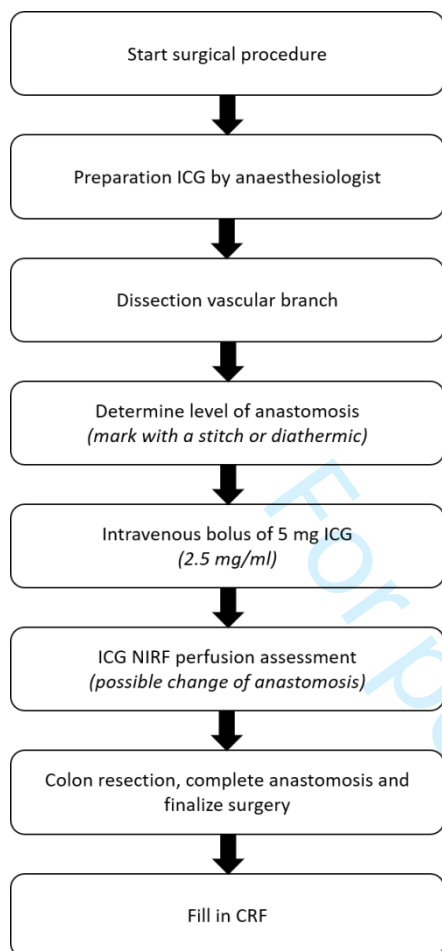 Start surgical procedure
Preparation ICG by anaesthesiologist
Dissection vascular branch
Determine level of anastomosis
(mark with a stitch or diathermic)
Intravenous bolus of 5 mg ICG
(2.5 mg/ml)
ICG NIRF perfusion assessment
(possible change of anastomosis)
Colon resection, complete anastomosis and
finalize surgery
Fill in CRF
For